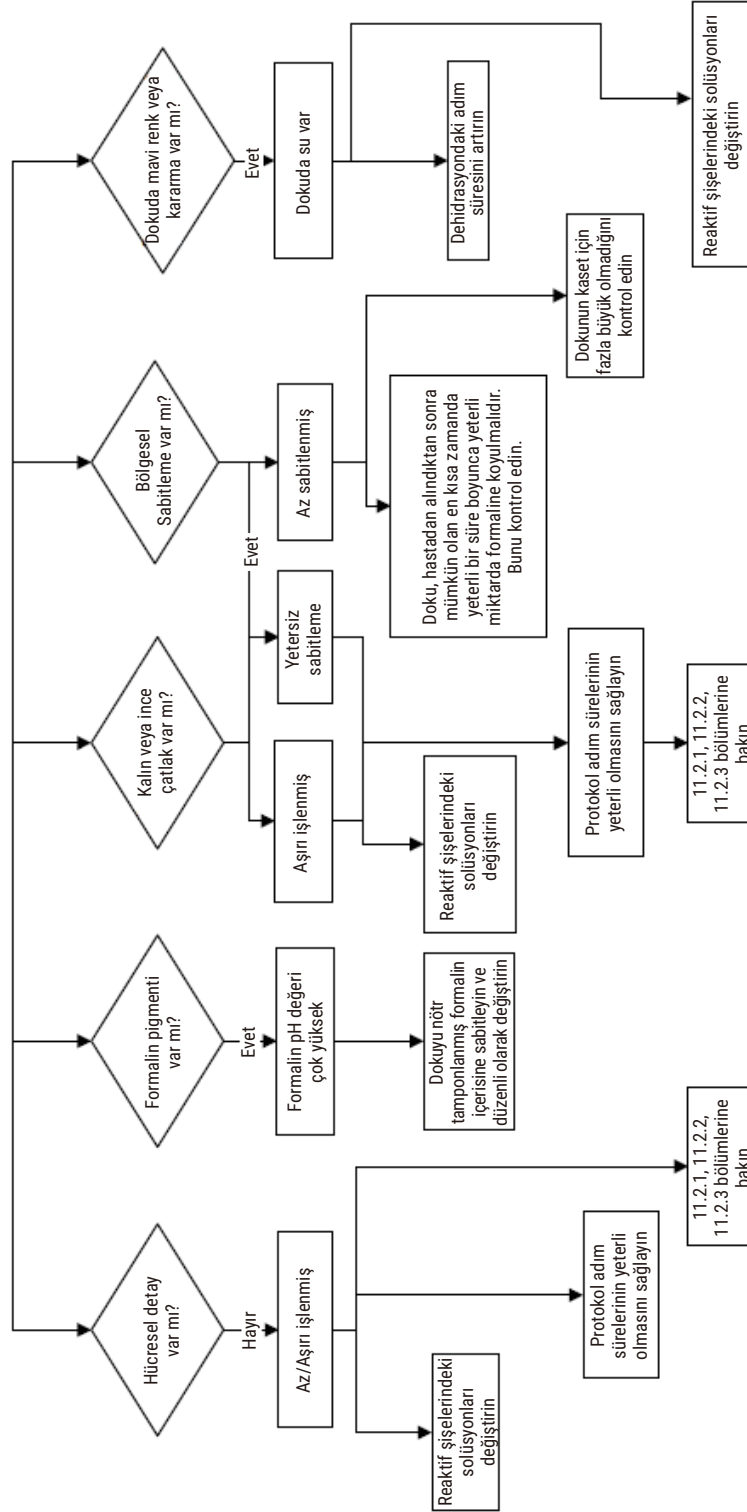 Hücresel detay
var mı?
Hayır
Az/Aşırı işlenmiş
Reaktif şişelerindeki
solüsyonları
değiştirin
Protokol adım
sürelerinin yeterli
olmasını sağlayın
11.2.1, 11.2.2,
11.2.3 bölümlerine
bakın
Formalin pigmenti
var mı?
Evet
Formalin pH değeri
çok yüksek
Dokuyu nötr
tamponlanmış formalin
içerisine sabitleyin ve
düzenli olarak değiştirin
Kalın veya ince
çatlak var mı?
Aşırı işlenmiş
Yetersiz
sabitleme
Reaktif şişelerindeki
solüsyonları
değiştirin
Protokol adım sürelerinin
yeterli olmasını sağlayın
11.2.1, 11.2.2,
11.2.3 bölümlerine
bakın
Bölgesel
Sabitleme var mı?
Evet
Az sabitlenmiş
Doku, hastadan alındıktan sonra
mümkün olan en kısa zamanda
yeterli bir süre boyunca yeterli
miktarda formaline koyulmalıdır.
Bunu kontrol edin.
Dokunun kaset için
fazla büyük olmadığını
kontrol edin
Dokuda mavi renk veya
kararma var mı?
Evet
Dokuda su var
Dehidrasyondaki adım
süresini artırın
Reaktif şişelerindeki solüsyonları
değiştirin